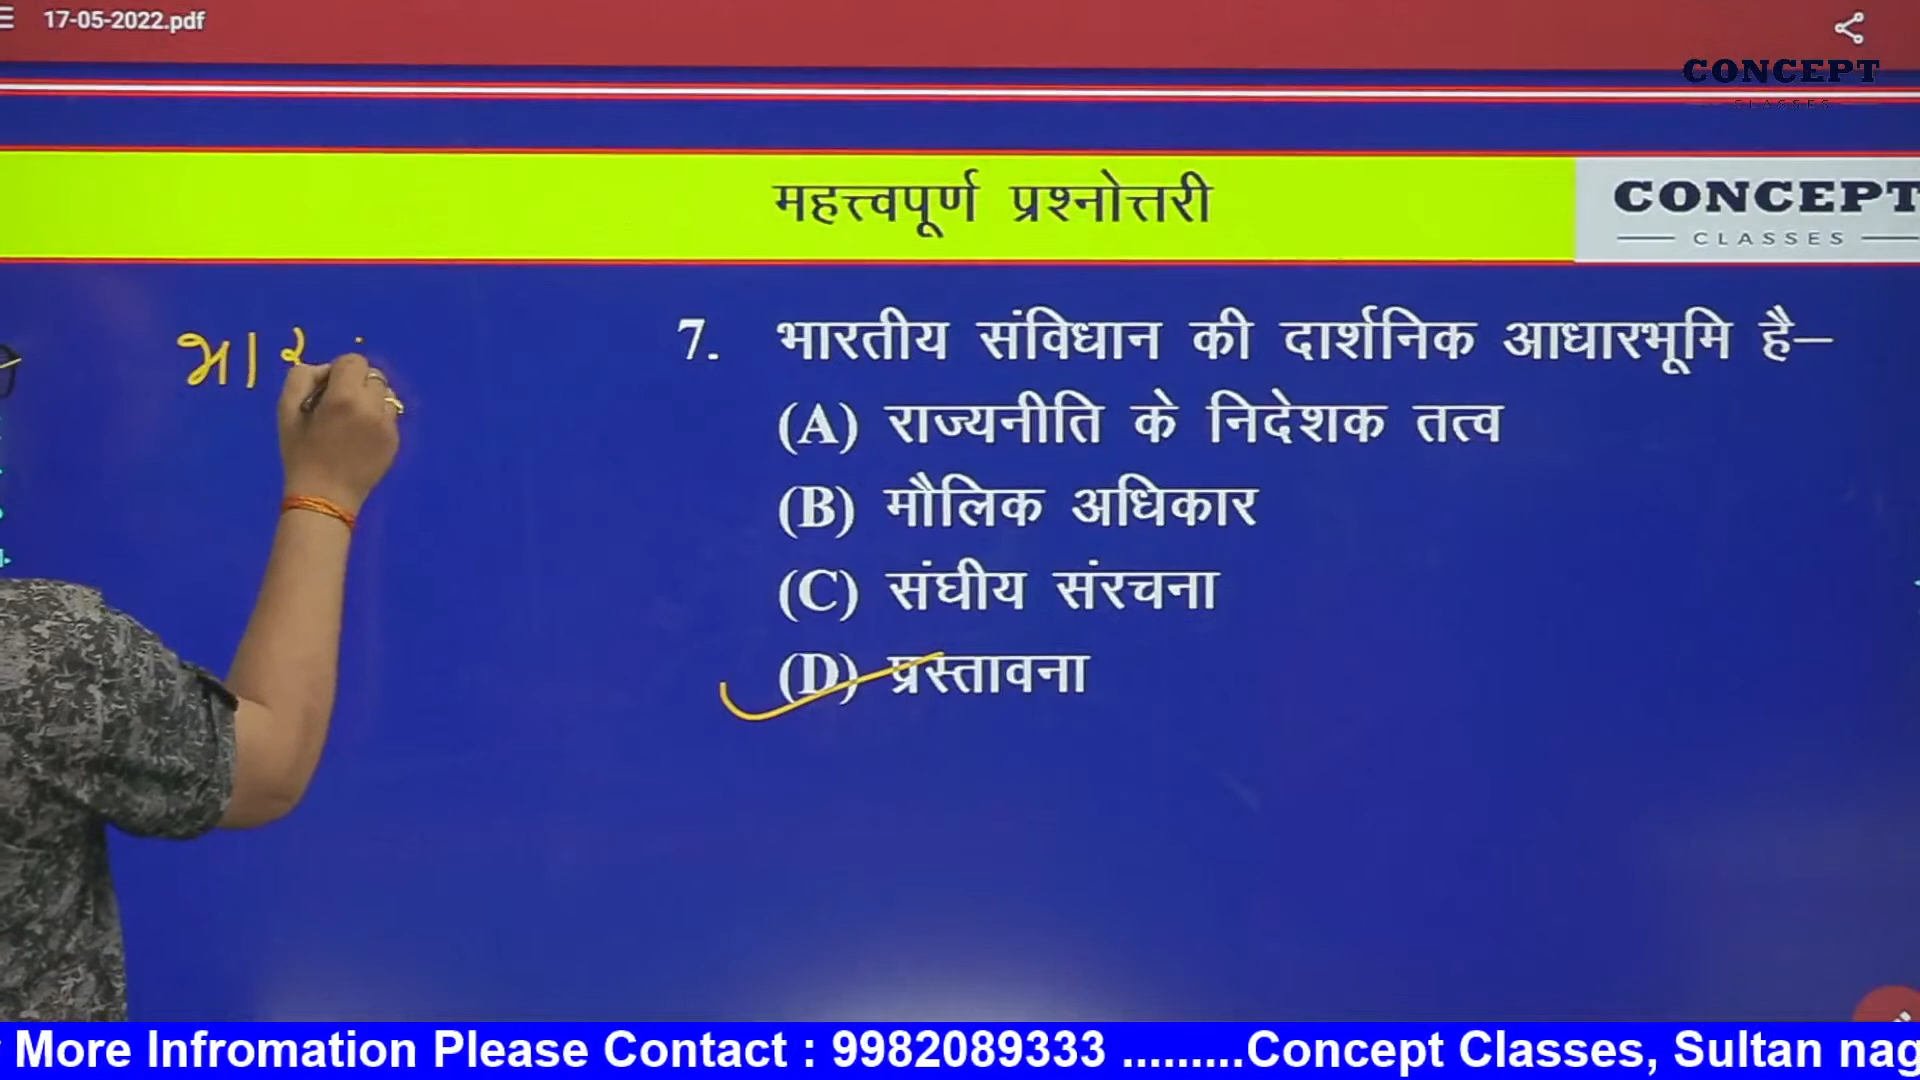 17-05-2022.pdf
CONCEPT
CLASSES
महत्त्वपूर्ण प्रश्नोत्तरी
CONCEPT
CLASSES
भार
7. भारतीय संविधान की दार्शनिक आधारभूमि है–
(A) राज्यनीति के निदेशक तत्व
(B) मौलिक अधिकार
(C) संघीय संरचना
(D) प्रस्तावना
More Infromation Please Contact : 9982089333 .........Concept Classes, Sultan nag